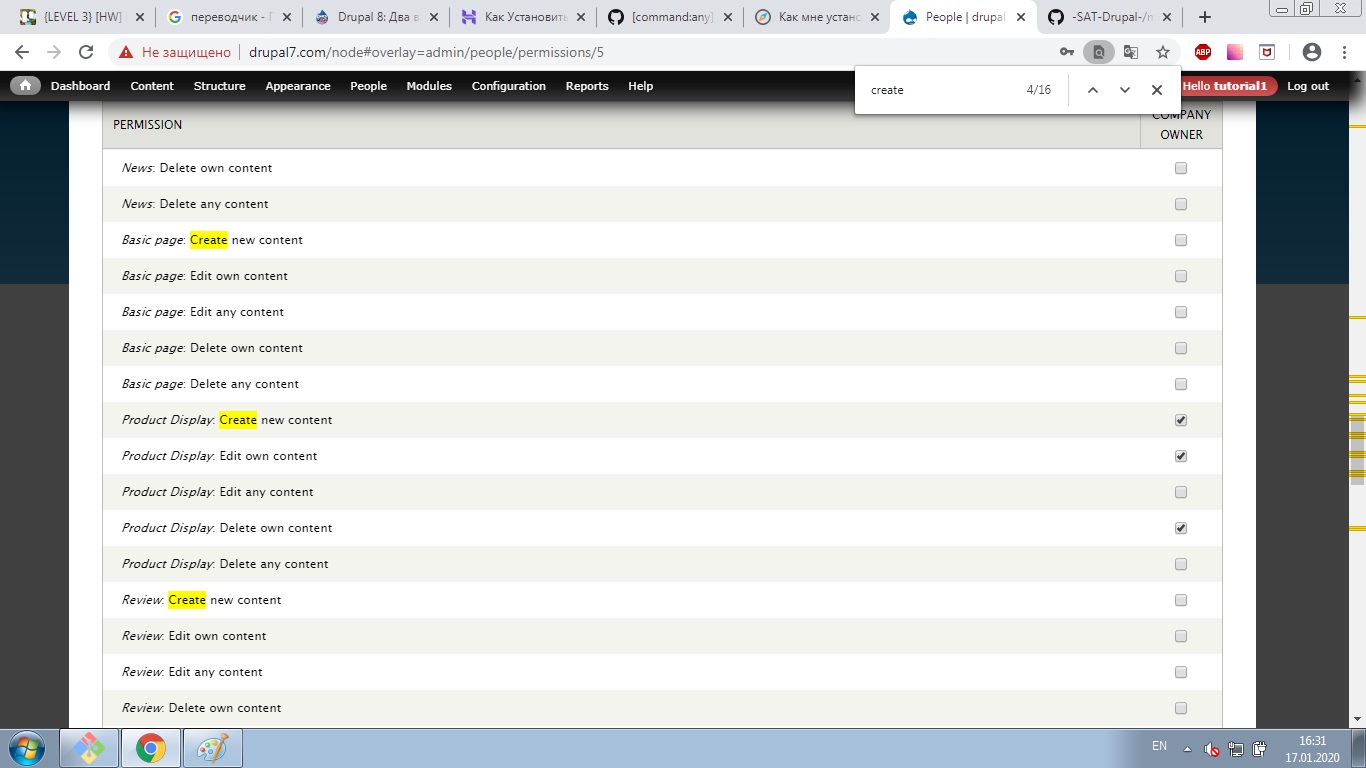 {LEVEL 3} [HW]
переводчик - П
Drupal 8: Два в
Как Установить
[command:any]
Как мне устано
People | drupal
-SAT-Drupal-/m
Не защищено
drupal7.com/node#overlay=admin/people/permissions/5
ABP
Dashboard Content Structure Appearance People Modules Configuration Reports Help
create 4/16
Hello tutorial1 Log out
PERMISSION
COMPANY
OWNER
News: Delete own content
News: Delete any content
Basic page: Create new content
Basic page: Edit own content
Basic page: Edit any content
Basic page: Delete own content
Basic page: Delete any content
Product Display: Create new content
Product Display: Edit own content
Product Display: Edit any content
Product Display: Delete own content
Product Display: Delete any content
Review: Create new content
Review: Edit own content
Review: Edit any content
Review: Delete own content
EN
16:31
17.01.2020